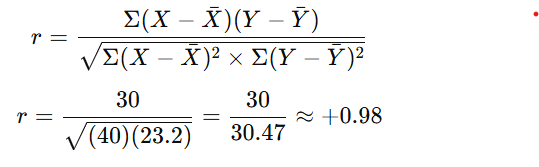 r = Σ(X − X̄)(Y − Ȳ) / √Σ(X − X̄)² × Σ(Y − Ȳ)²
r = 30 / √(40)(23.2) = 30 / 30.47 ≈ +0.98